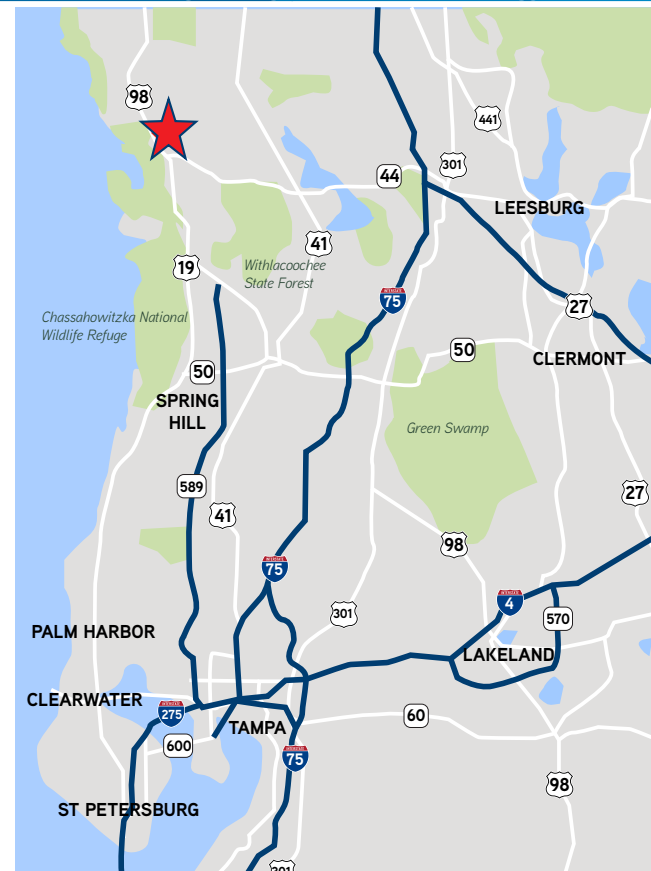 98
441
301
44
LEESBURG
41
19
Withlacoochee
State Forest
75
27
Chassahowitzka National
Wildlife Refuge
50
50
CLERMONT
SPRING
HILL
Green Swamp
589
41
27
98
75
301
4
570
PALM HARBOR
LAKELAND
CLEARWATER
275
60
TAMPA
600
75
98
ST PETERSBURG
301